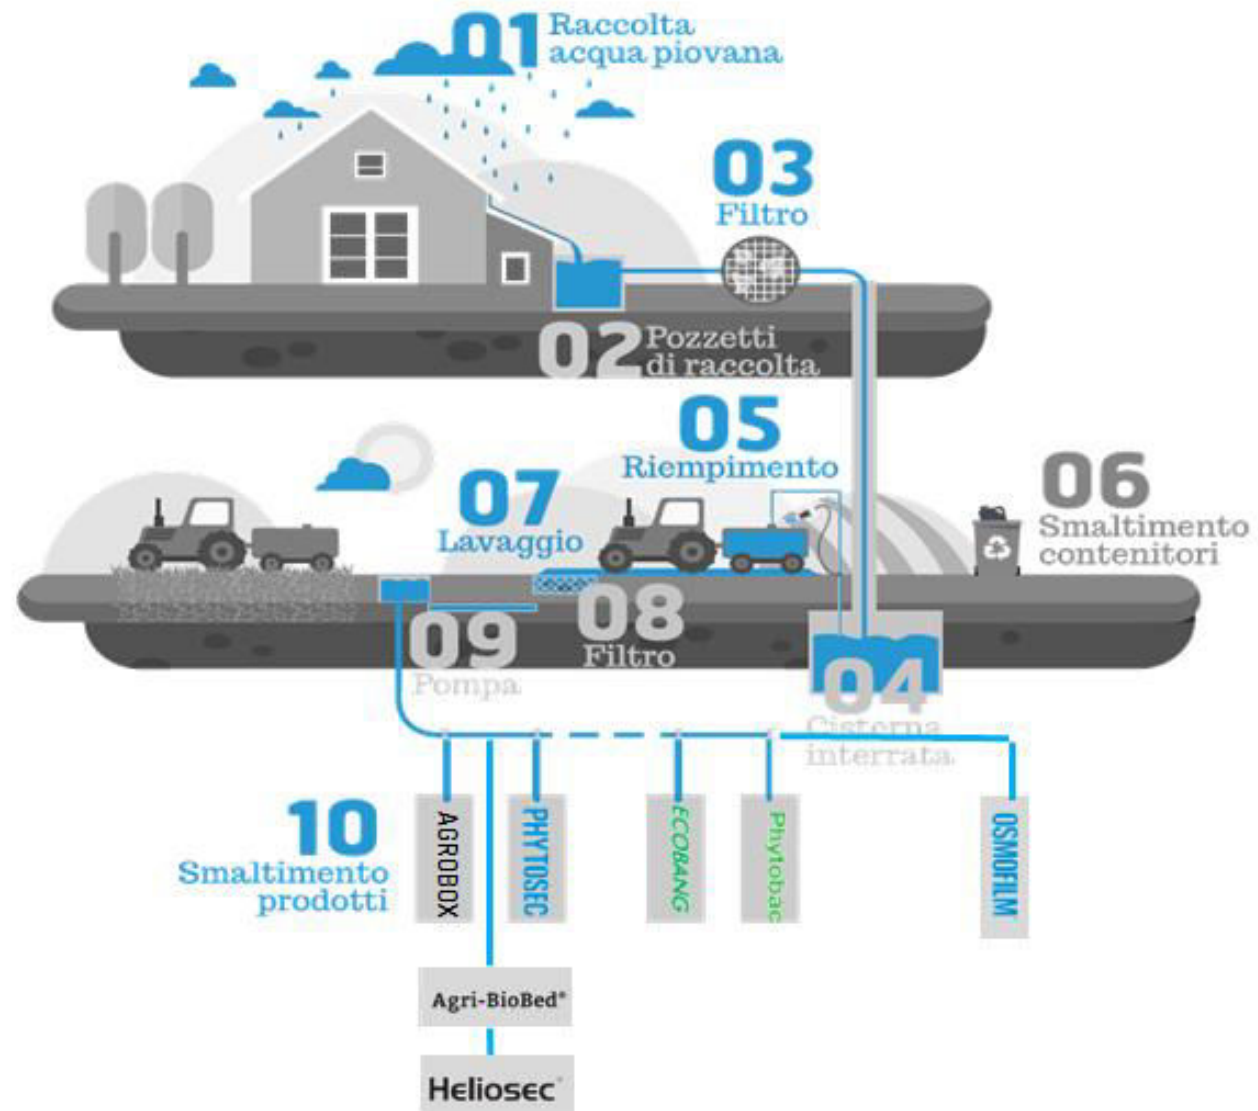 01 Raccolta
acqua piovana
03
Filtro
02 Pozzetti
di raccolta
05
Riempimento
06
Smaltimento
contenitori
07
Lavaggio
08
Filtro
09
Pompa
04
Cisterna
interrata
10
Smaltimento
prodotti
AGROBOX
PHYTOSEC
ECOBANG
Phytobac
OSMOFILM
Agri-BioBed®
Heliosec®